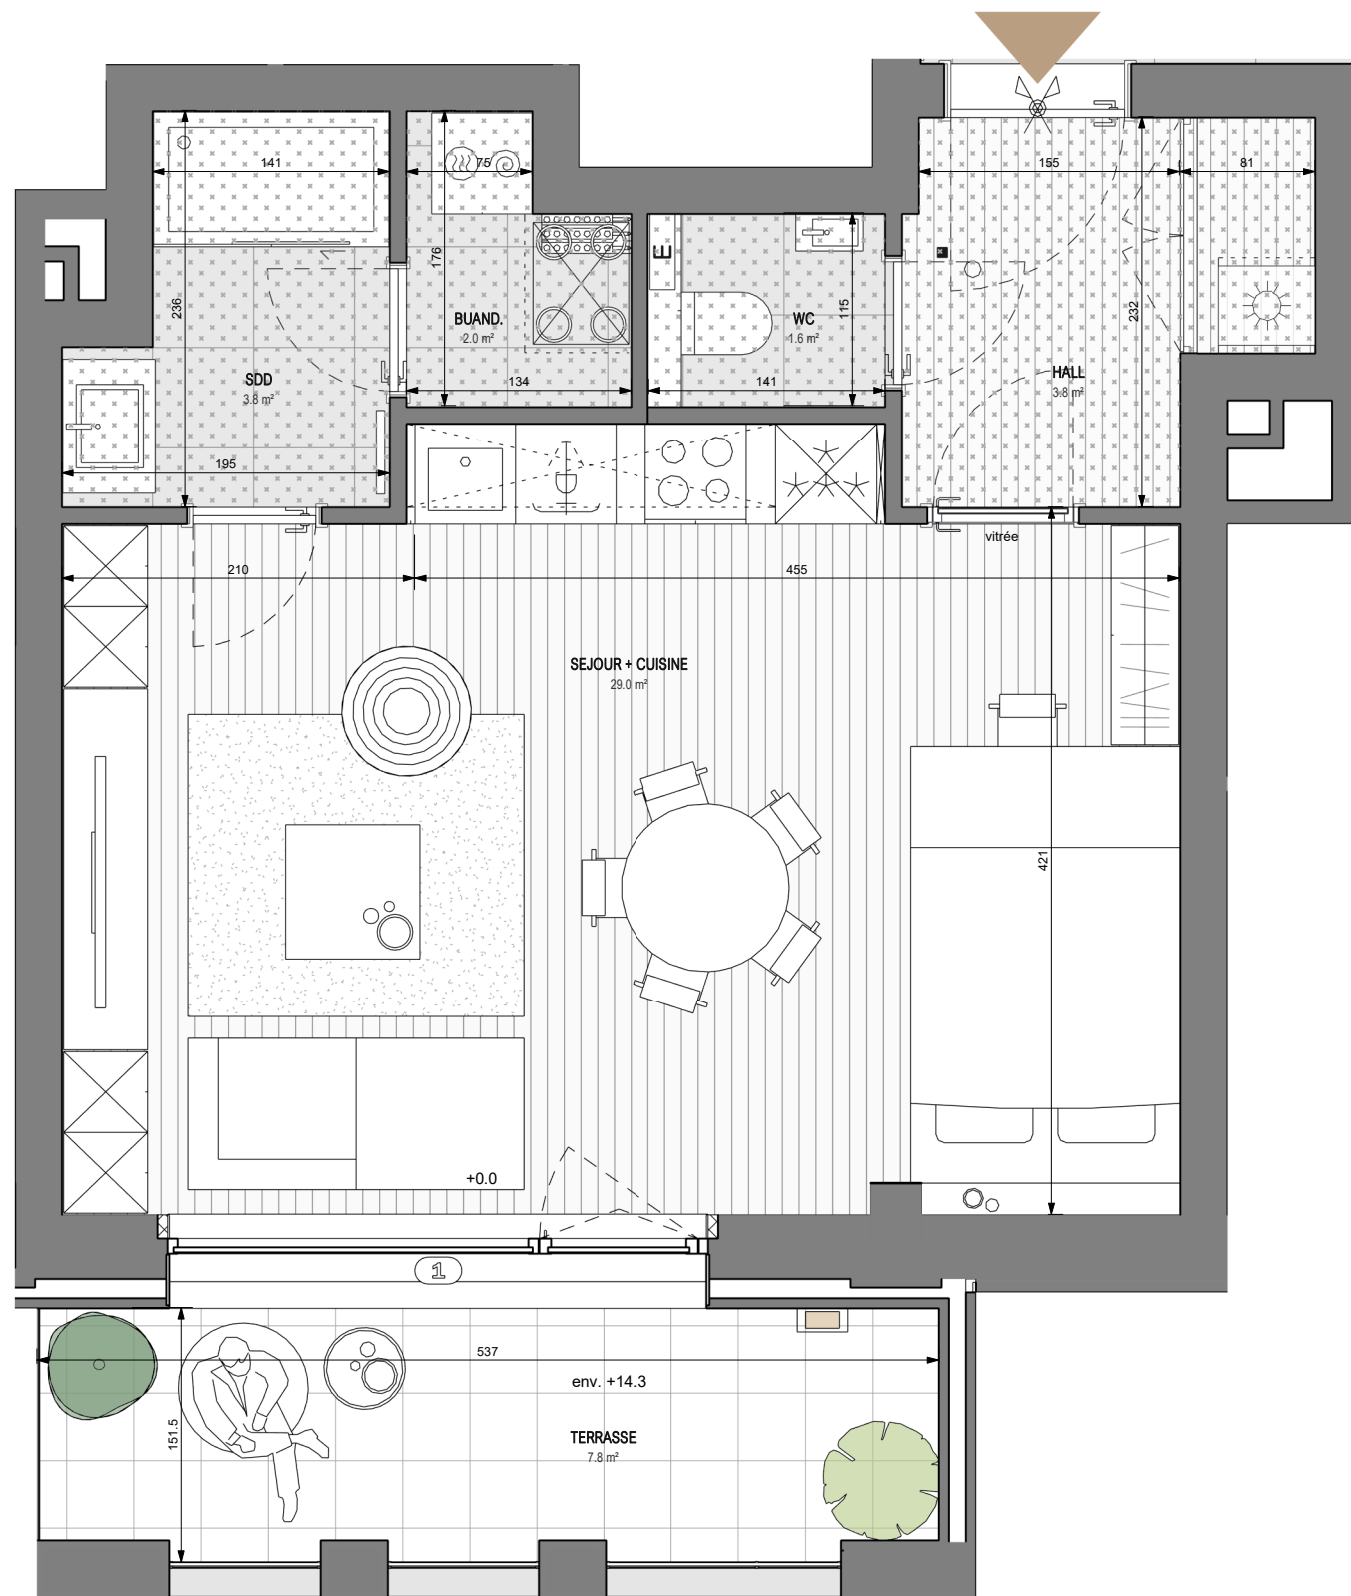 141
75
155
81
176
236
232
115
E
BUAND.
2.0 m²
WC
1.6 m²
SDD
3.8 m²
HALL
3.8 m²
134
141
195
vitrée
210
455
SEJOUR + CUISINE
29.0 m²
421
+0.0
1
537
env. +14.3
151.5
TERRASSE
7.8 m²